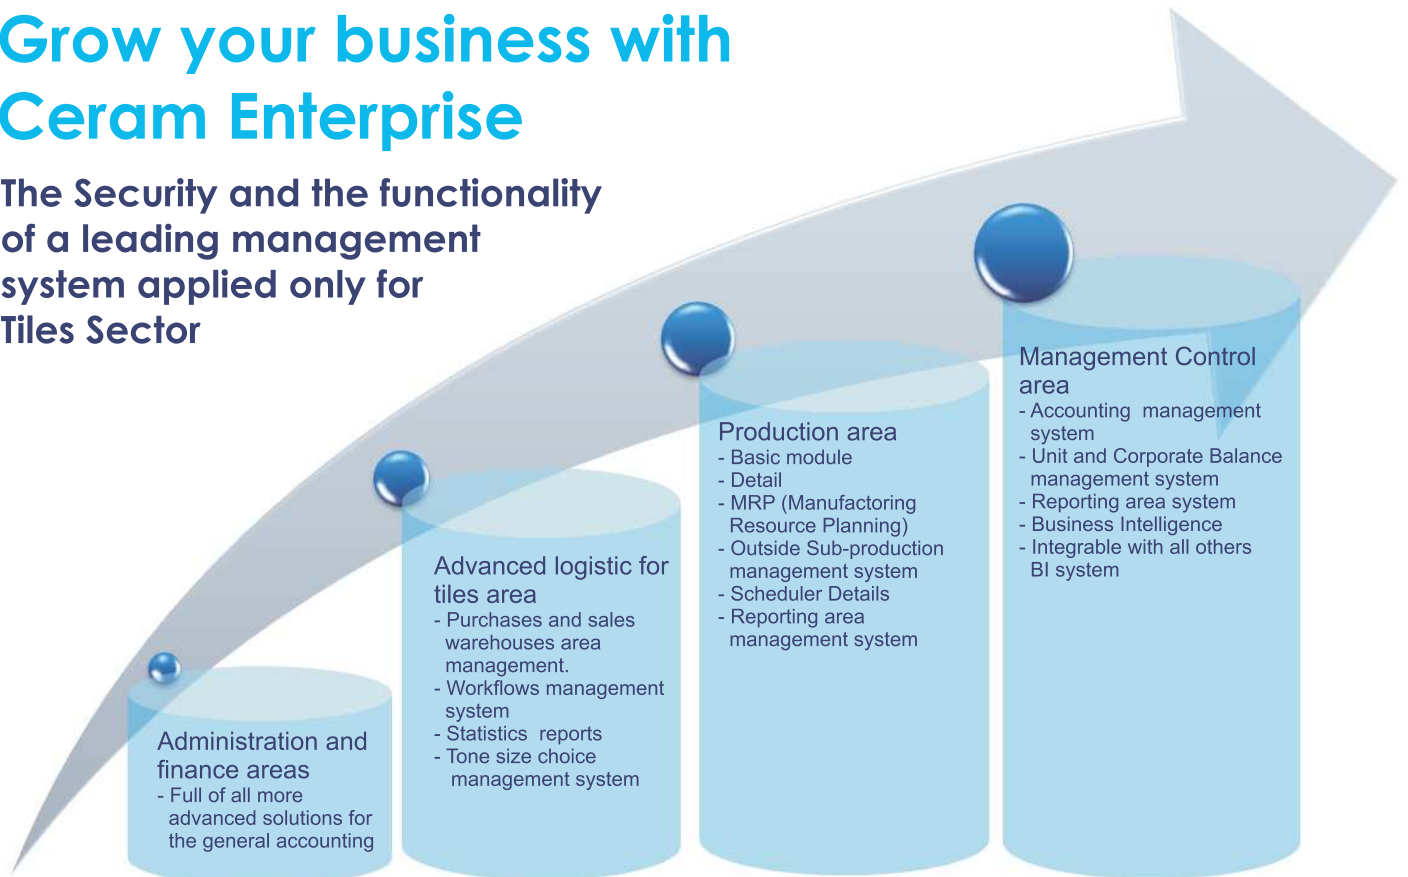 Grow your business with
Ceram Enterprise
The Security and the functionality
of a leading management
system applied only for
Tiles Sector
Administration and
finance areas
- Full of all more
advanced solutions for
the general accounting
Advanced logistic for
tiles area
- Purchases and sales
warehouses area
management.
- Workflows management
system
- Statistics  reports
- Tone size choice
management system
Production area
- Basic module
- Detail
- MRP (Manufactoring
Resource Planning)
- Outside Sub-production
management system
- Scheduler Details
- Reporting area
management system
Management Control
area
- Accounting  management
system
- Unit and Corporate Balance
management system
- Reporting area system
- Business Intelligence
- Integrable with all others
BI system